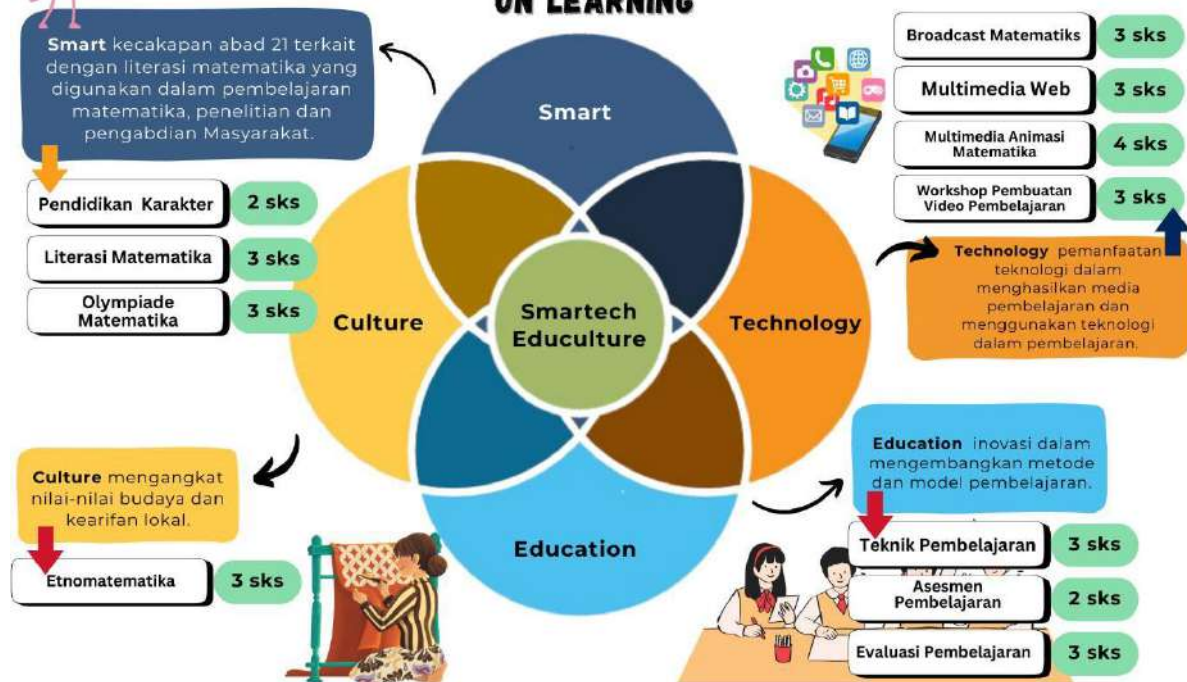 ON LEARNING
Smart kecakapan abad 21 terkait
dengan literasi matematika yang
digunakan dalam pembelajaran
matematika, penelitian dan
pengabdian Masyarakat.
Pendidikan Karakter
2 sks
Literasi Matematika
3 sks
Olympiade
Matematika
3 sks
Smart
Culture
Smartech
Educulture
Technology
Education
Broadcast Matematiks
3 sks
Multimedia Web
3 sks
Multimedia Animasi
Matematika
4 sks
Workshop Pembuatan
Video Pembelajaran
3 sks
Technology pemanfaatan
teknologi dalam
menghasilkan media
pembelajaran dan
menggunakan teknologi
dalam pembelajaran.
Culture mengangkat
nilai-nilai budaya dan
kearifan lokal.
Etnomatematika
3 sks
Education inovasi dalam
mengembangkan metode
dan model pembelajaran.
Teknik Pembelajaran
3 sks
Asesmen
Pembelajaran
2 sks
Evaluasi Pembelajaran
3 sks